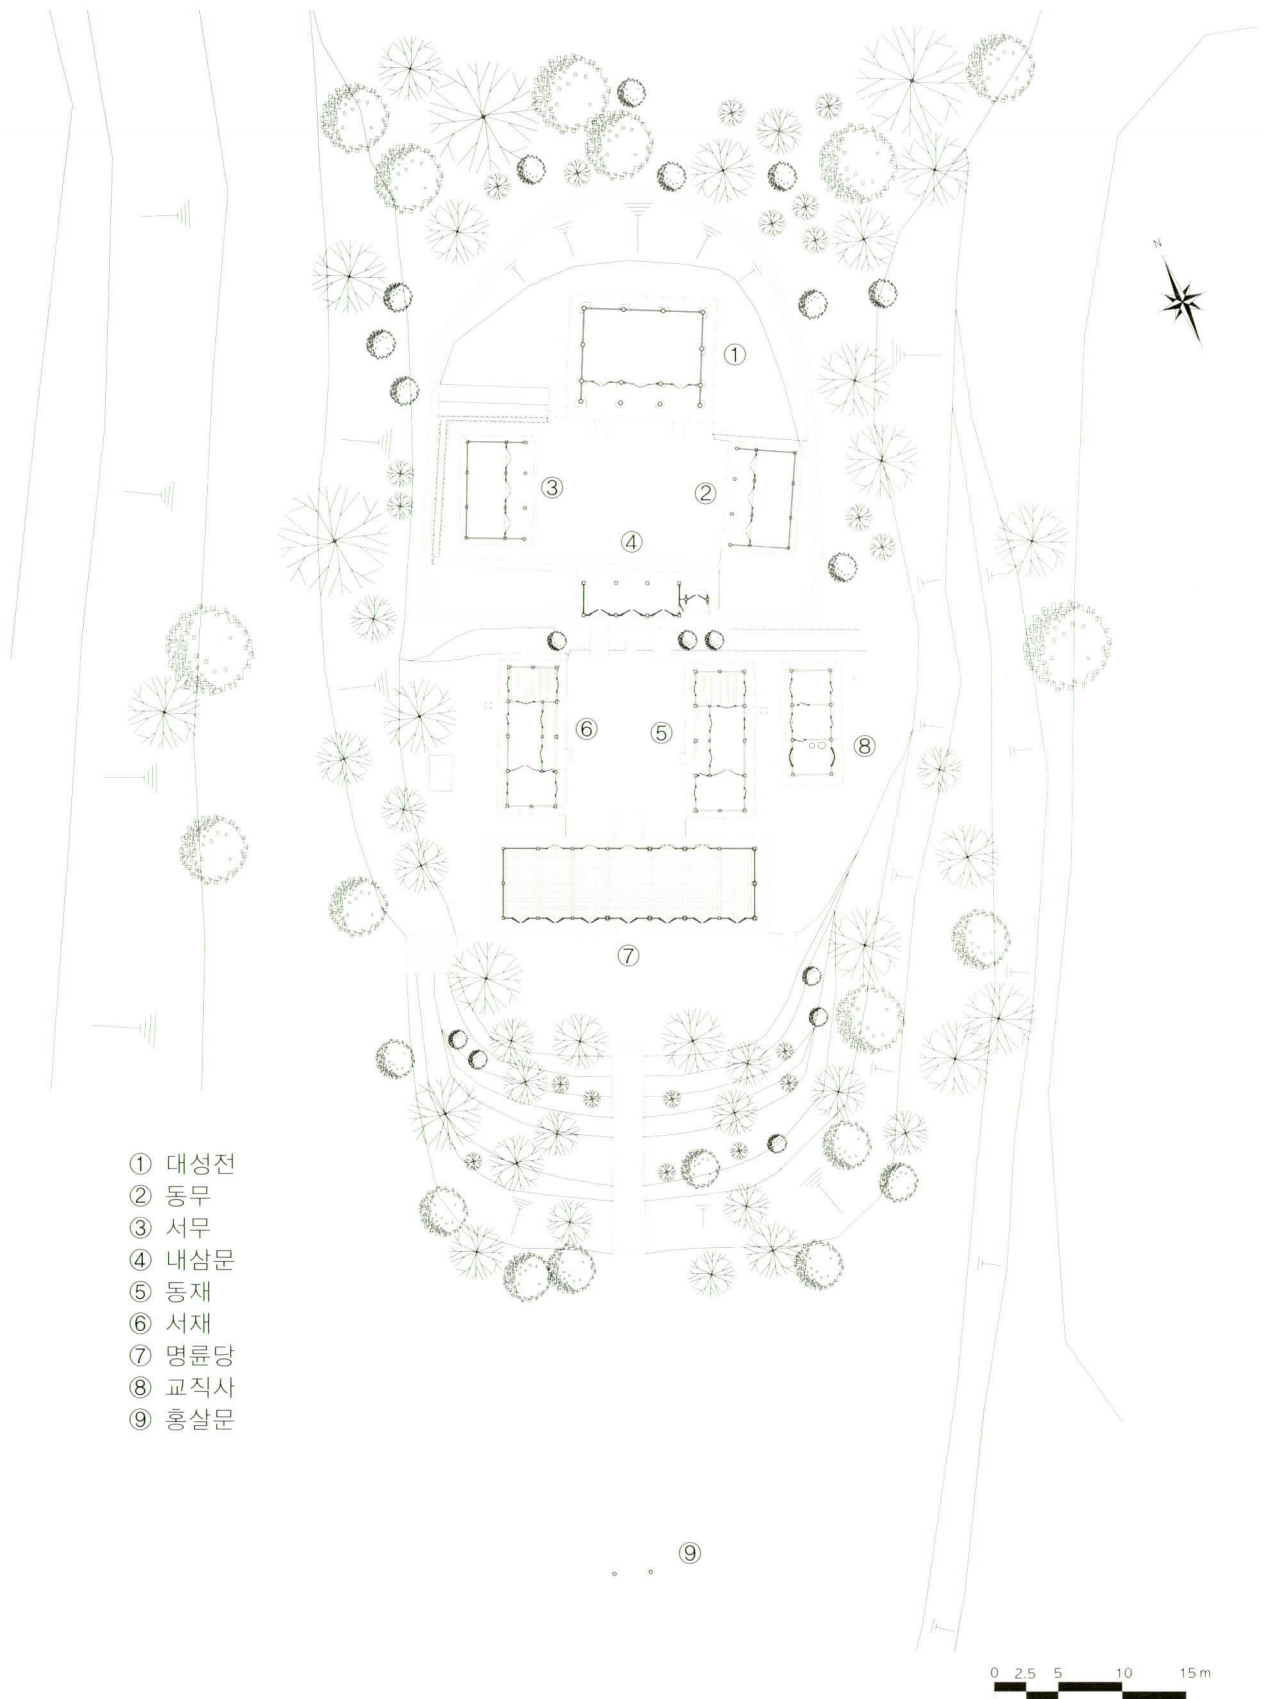 N
①
③
②
④
⑥
⑤
⑧
⑦
① 대성전
② 동무
③ 서무
④ 내삼문
⑤ 동재
⑥ 서재
⑦ 명륜당
⑧ 교직사
⑨ 홍살문
⑨
0 2.5 5 10 15 m